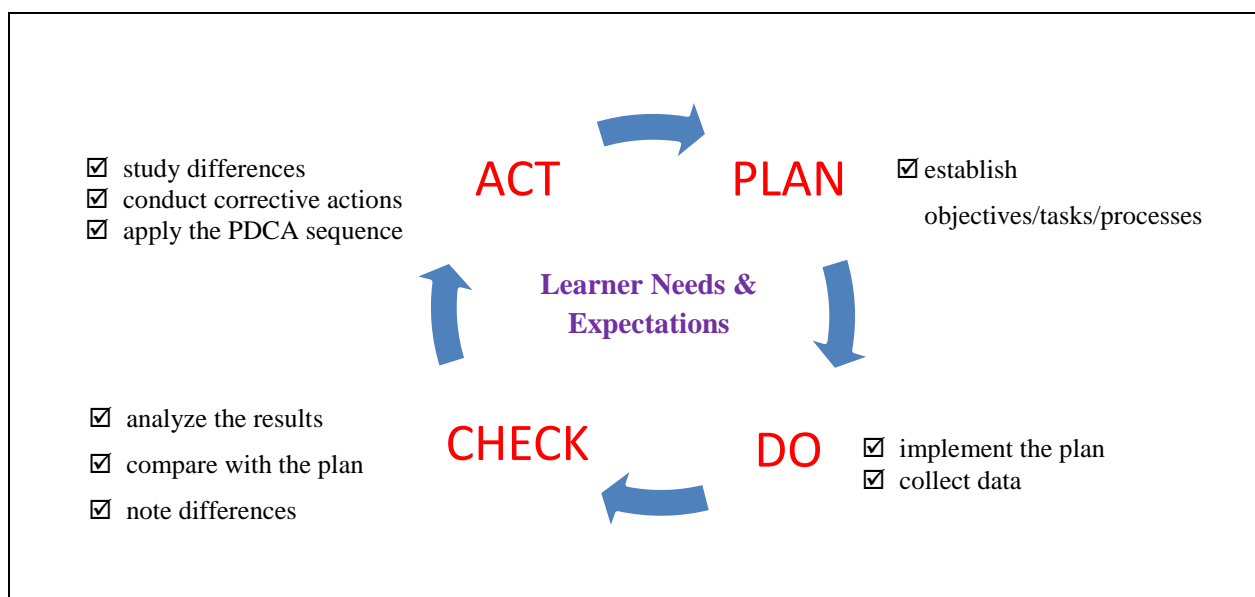 ACT
☑ study differences
☑ conduct corrective actions
☑ apply the PDCA sequence
PLAN
☑ establish
objectives/tasks/processes
Learner Needs &
Expectations
CHECK
☑ analyze the results
☑ compare with the plan
☑ note differences
DO
☑ implement the plan
☑ collect data